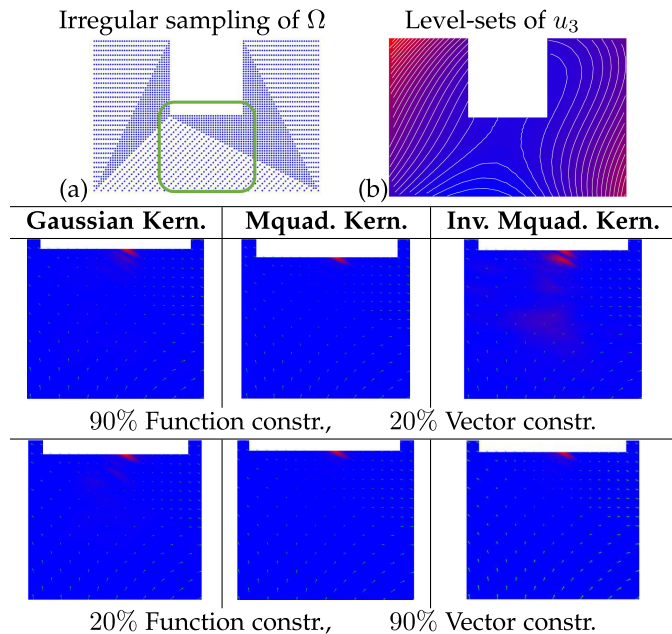 Irregular sampling of Ω
Level-sets of u₃
(a)
(b)
Gaussian Kern.
Mquad. Kern.
Inv. Mquad. Kern.
90% Function constr., 20% Vector constr.
20% Function constr., 90% Vector constr.